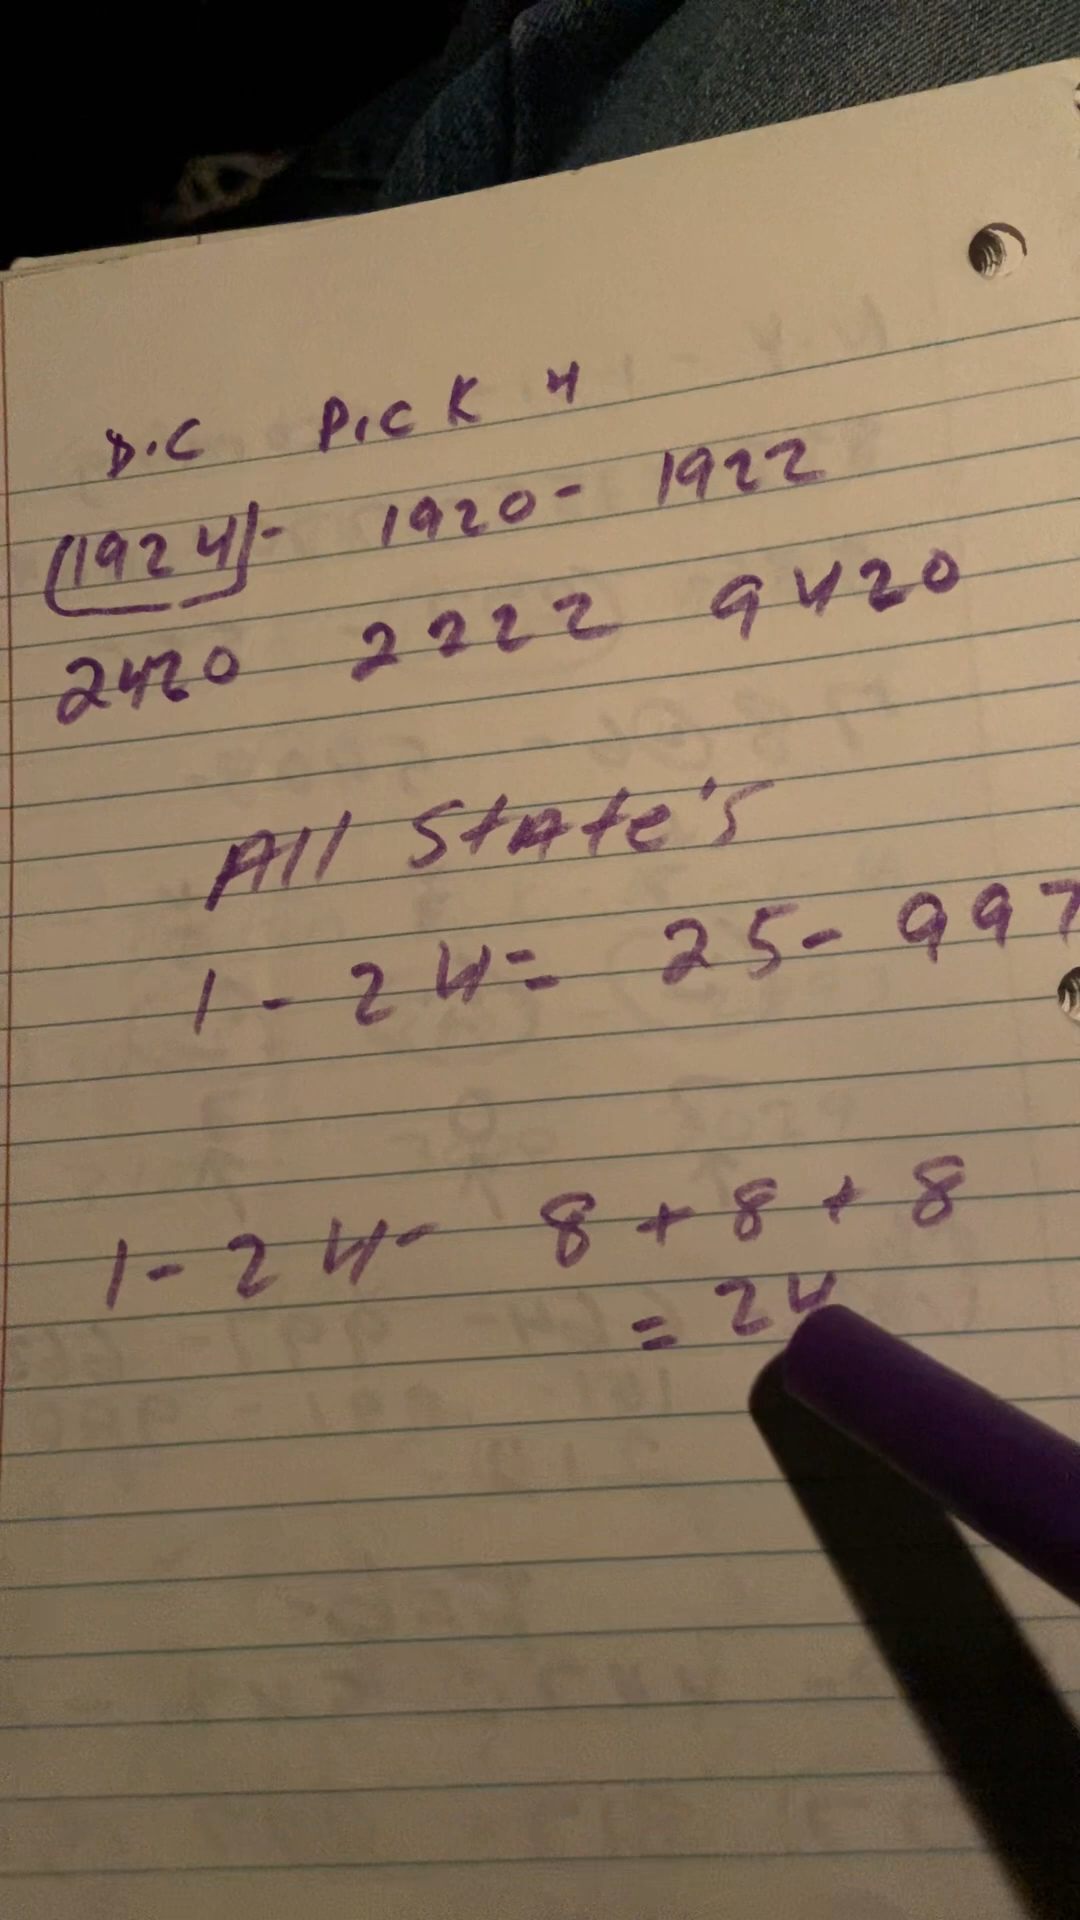 D.C PiCK 4
(1924)- 1920- 1922
2420 2222 9420
All StAte's
1 - 24= 25- 997
1- 24- 8 + 8 + 8
= 24